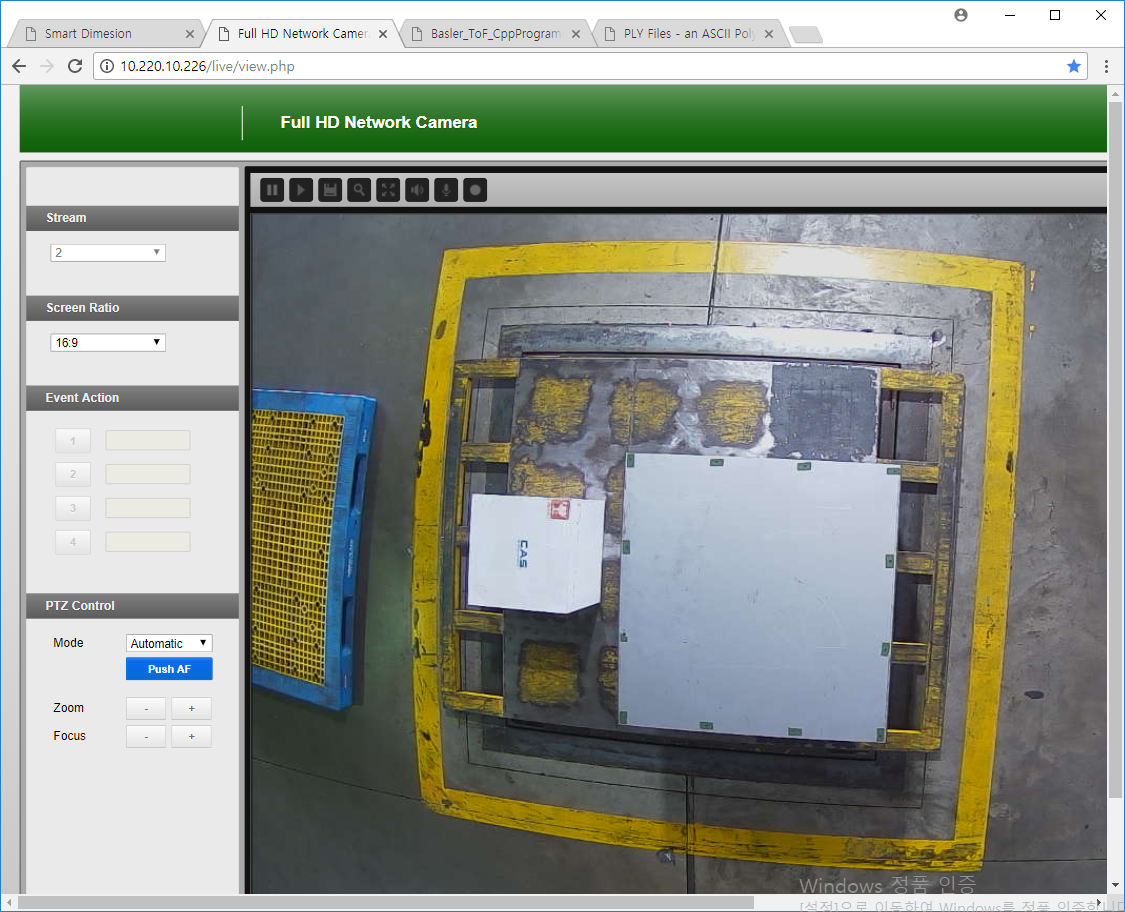 Smart Dimesion
Full HD Network Camer
Basler_ToF_CppProgram
PLY Files - an ASCII Poly
10.220.10.226/live/view.php
Full HD Network Camera
Stream
2
Screen Ratio
16:9
Event Action
1
2
3
4
PTZ Control
Mode
Automatic
Push AF
Zoom
-
+
Focus
-
+
CAS
Windows 정품 인증
[설정]으로 이동하여 Windows를 정품 인증합니다